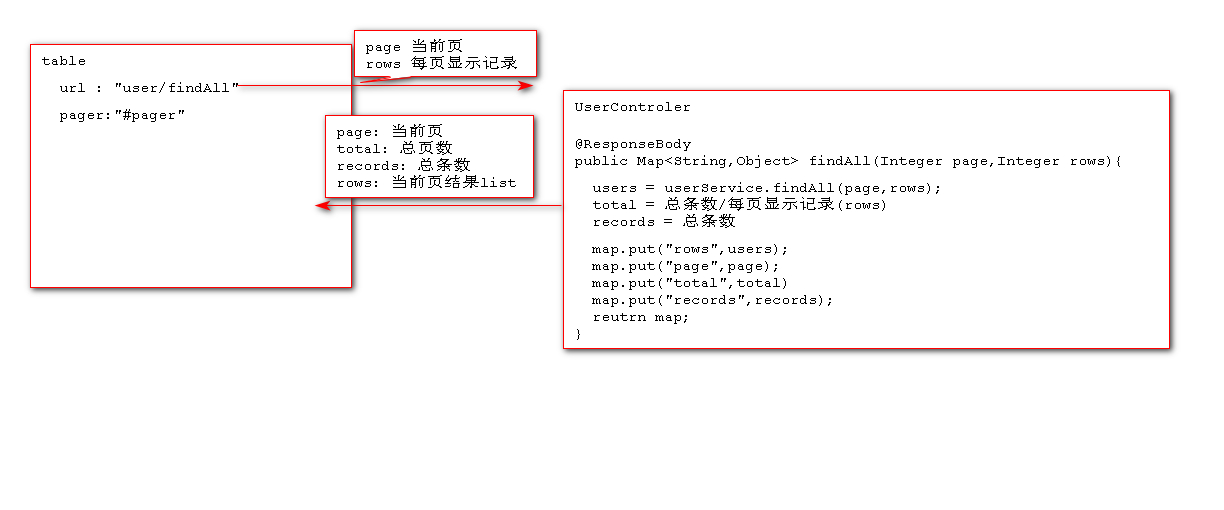 table
url : "user/findAll"
pager:"#pager"
page 当前页
rows 每页显示记录
page: 当前页
total: 总页数
records: 总条数
rows: 当前页结果list
UserControler
@ResponseBody
public Map<String,Object> findAll(Integer page,Integer rows){
users = userService.findAll(page,rows);
total = 总条数/每页显示记录(rows)
records = 总条数
map.put("rows",users);
map.put("page",page);
map.put("total",total)
map.put("records",records);
reutrn map;
}